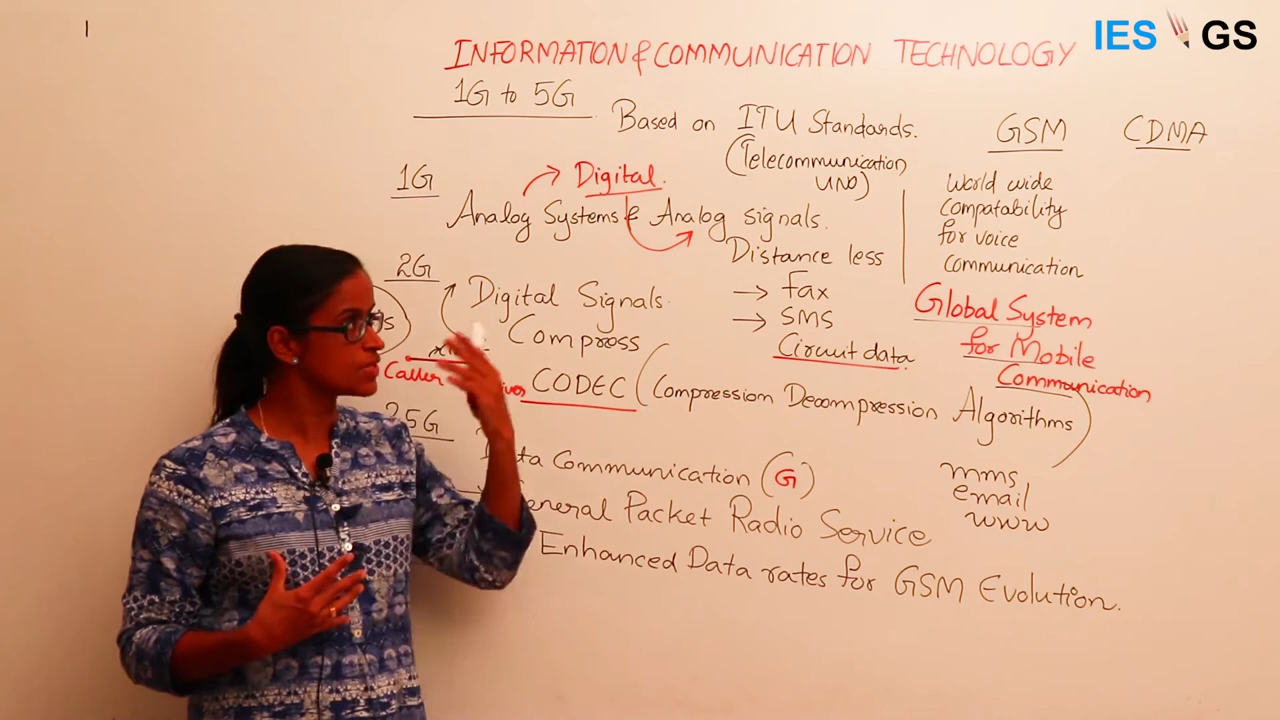 IES GS
INFORMATION & COMMUNICATION TECHNOLOGY
1G to 5G
Based on ITU Standards.
(Telecommunication
UNO)
GSM
CDMA
World wide
compatability
for voice
communication
Global System
for Mobile
Communication
1G
Digital.
Analog Systems & Analog signals.
Distance less
2G
Digital Signals.
Compress
→ fax
→ SMS
Circuit data
Caller
CODEC (Compression Decompression Algorithms)
2.5G
Data Communication (G)
mms
email
www
General Packet Radio Service
Enhanced Data rates for GSM Evolution.